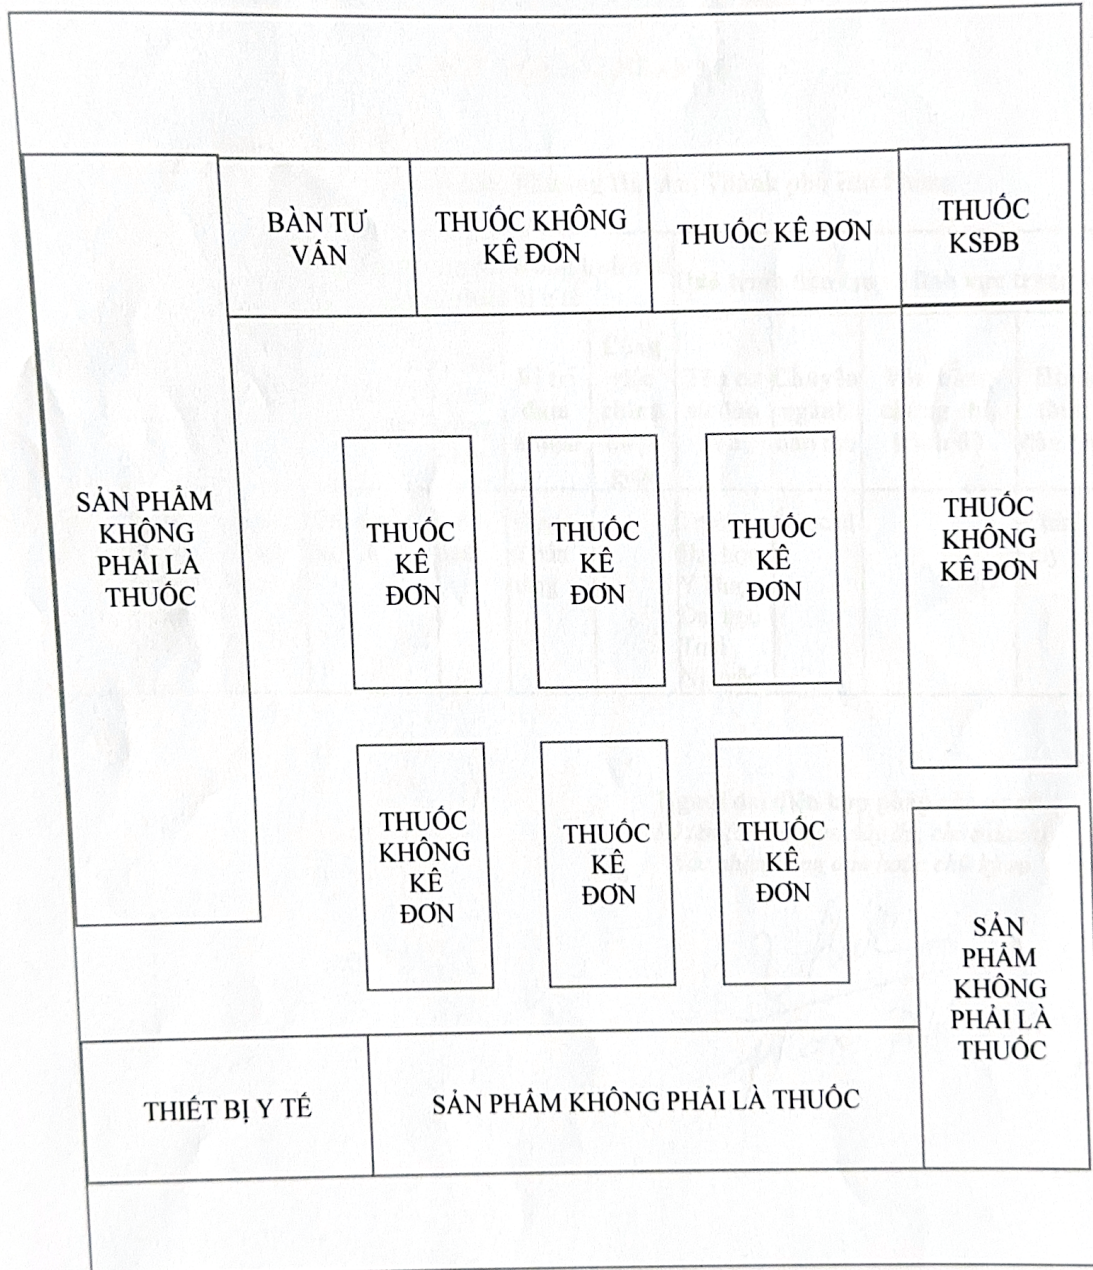 BÀN TƯ
VẤN
THUỐC KHÔNG
KÊ ĐƠN
THUỐC KÊ ĐƠN
THUỐC
KSĐB
SẢN PHẨM
KHÔNG
PHẢI LÀ
THUỐC
THUỐC
KÊ
ĐƠN
THUỐC
KÊ
ĐƠN
THUỐC
KÊ
ĐƠN
THUỐC
KHÔNG
KÊ ĐƠN
THUỐC
KHÔNG
KÊ
ĐƠN
THUỐC
KÊ
ĐƠN
THUỐC
KÊ
ĐƠN
SẢN
PHẨM
KHÔNG
PHẢI LÀ
THUỐC
THIẾT BỊ Y TẾ
SẢN PHẨM KHÔNG PHẢI LÀ THUỐC